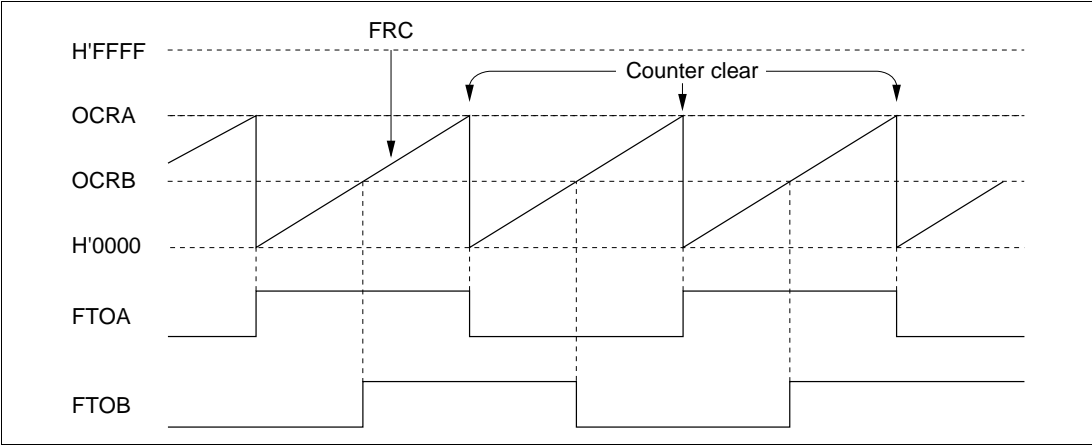 FRC
H'FFFF
Counter clear
OCRA
OCRB
H'0000
FTOA
FTOB